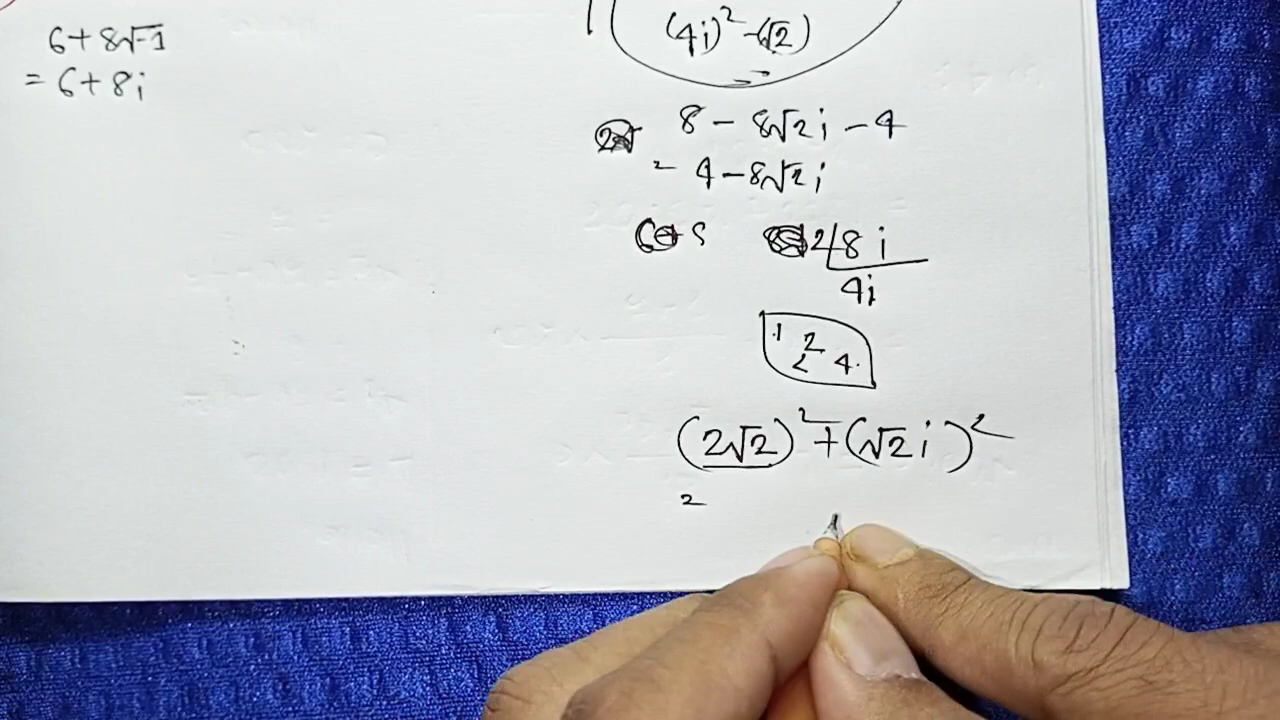 6+8√-1
= 6+8i
(4i)² -(√2)
8 - 8√2 i - 4
= 4 - 8√2 i
2 8 i
4i
1 2
2 4.
(2√2)² + (√2 i)²
=